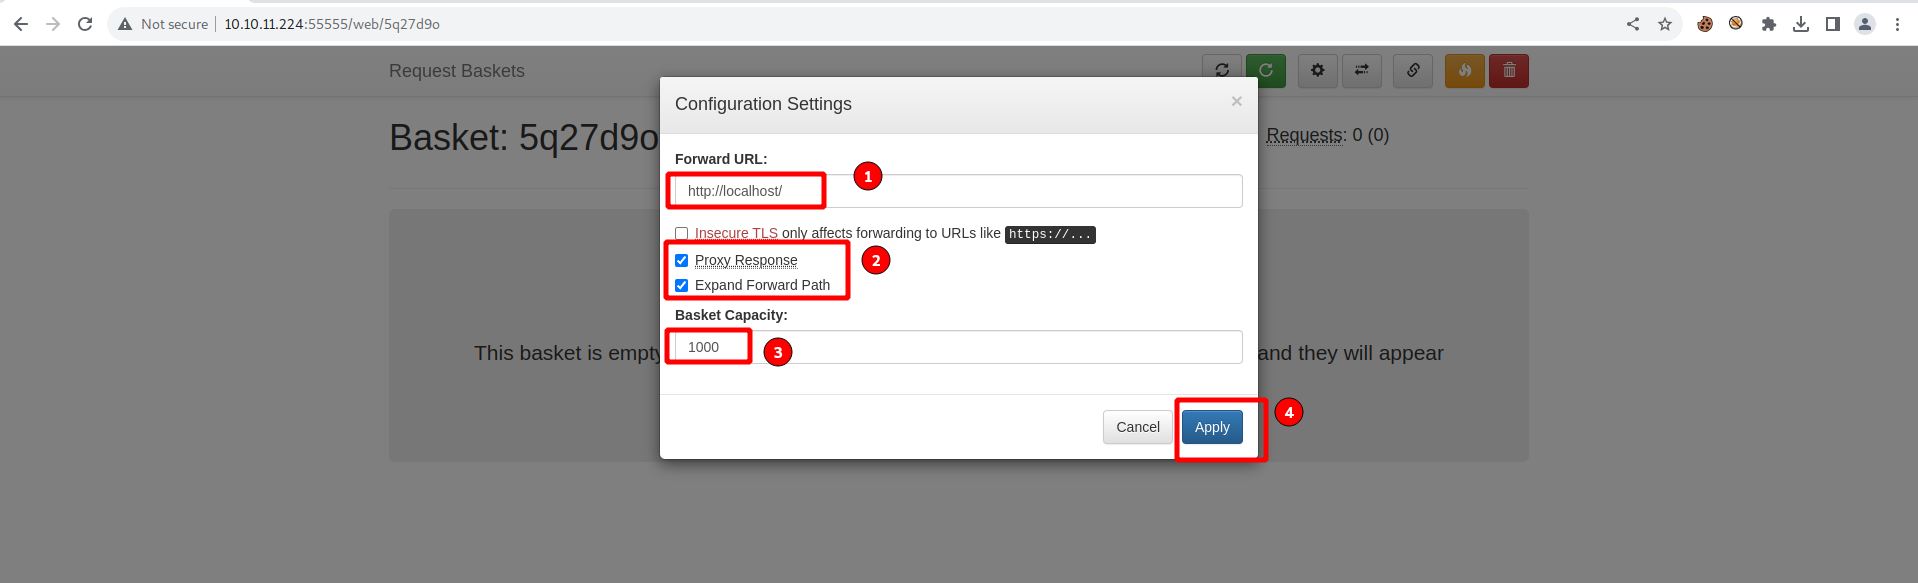 Not secure 10.10.11.224:55555/web/5q27d9o
Request Baskets
Configuration Settings ×
Basket: 5q27d9o
Requests: 0 (0)
Forward URL:
1
http://localhost/
Insecure TLS only affects forwarding to URLs like https://...
Proxy Response
2
Expand Forward Path
Basket Capacity:
1000
3
This basket is empty
and they will appear
Cancel
Apply
4